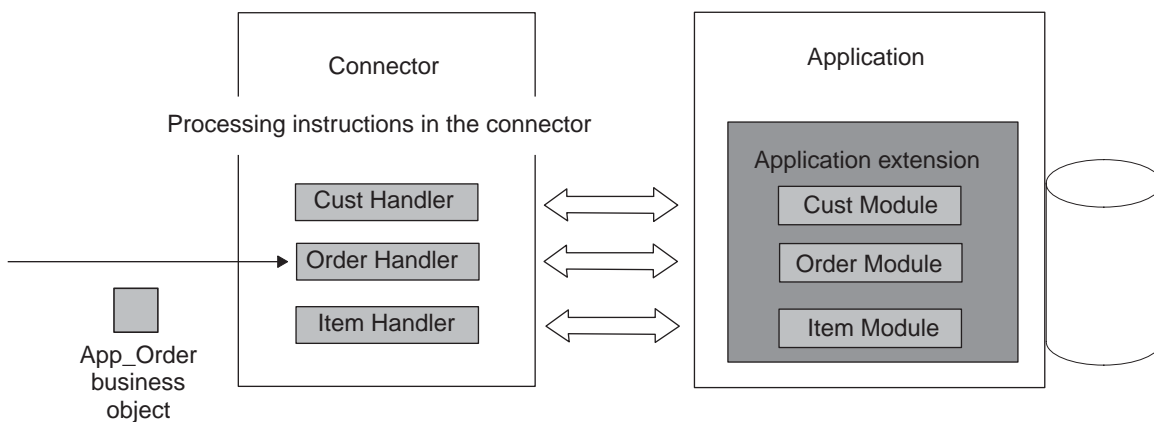 Connector
Application
Processing instructions in the connector
Application extension
Cust Handler
Cust Module
Order Handler
Order Module
Item Handler
Item Module
App_Order
business
object